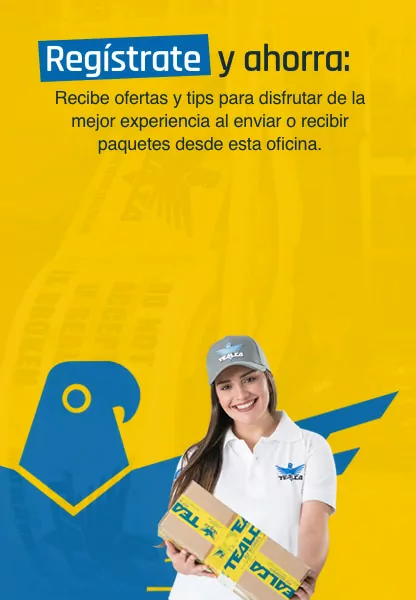 Regístrate y ahorra:
Recibe ofertas y tips para disfrutar de la
mejor experiencia al enviar o recibir
paquetes desde esta oficina.
TEALCA
TEALCA
TEALCA
TEALCA